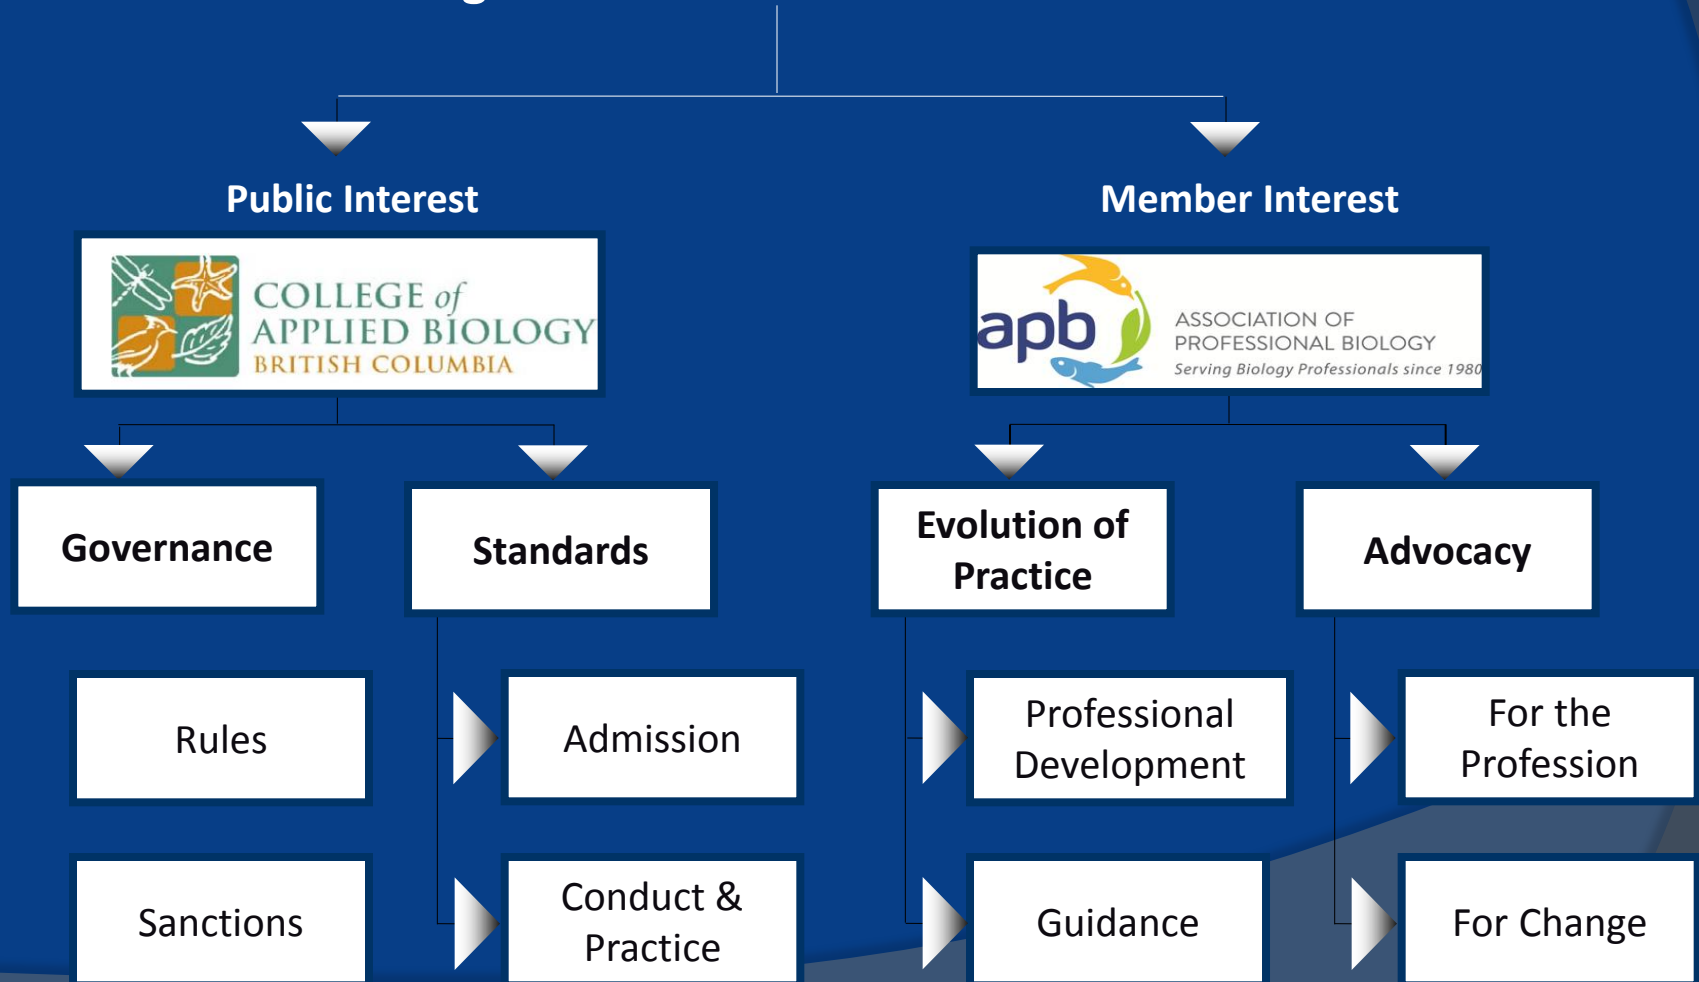 Public Interest
Member Interest
COLLEGE of
APPLIED BIOLOGY
BRITISH COLUMBIA
apb
ASSOCIATION OF
PROFESSIONAL BIOLOGY
Serving Biology Professionals since 1980
Governance
Standards
Evolution of
Practice
Advocacy
Rules
Admission
Professional
Development
For the
Profession
Sanctions
Conduct &
Practice
Guidance
For Change